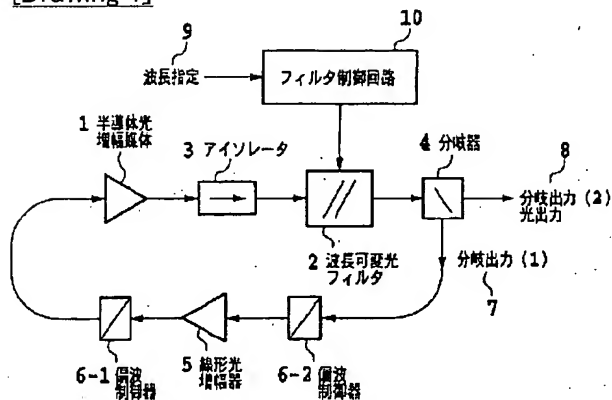 [Drawing 1]
10
9
波長指定
フィルタ制御回路
1 半導体光
増幅媒体
3 アイソレータ
4 分岐器
8
分岐出力 (2)
光出力
2 波長可変光
フィルタ
分岐出力 (1)
7
6-1 偏波
制御器
5 線形光
増幅器
6-2 偏波
制御器